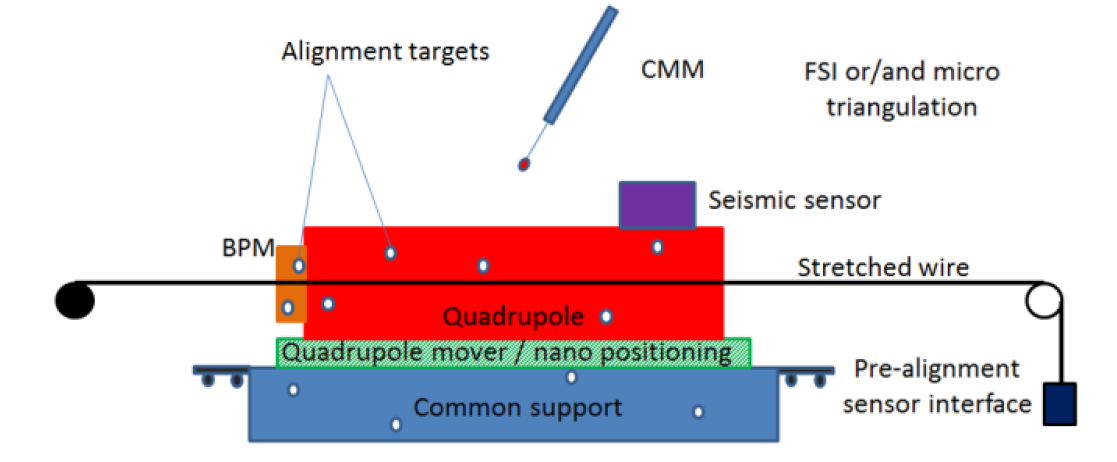 Alignment targets
CMM
FSI or/and micro
triangulation
Seismic sensor
BPM
Stretched wire
Quadrupole
Quadrupole mover / nano positioning
Pre-alignment
sensor interface
Common support